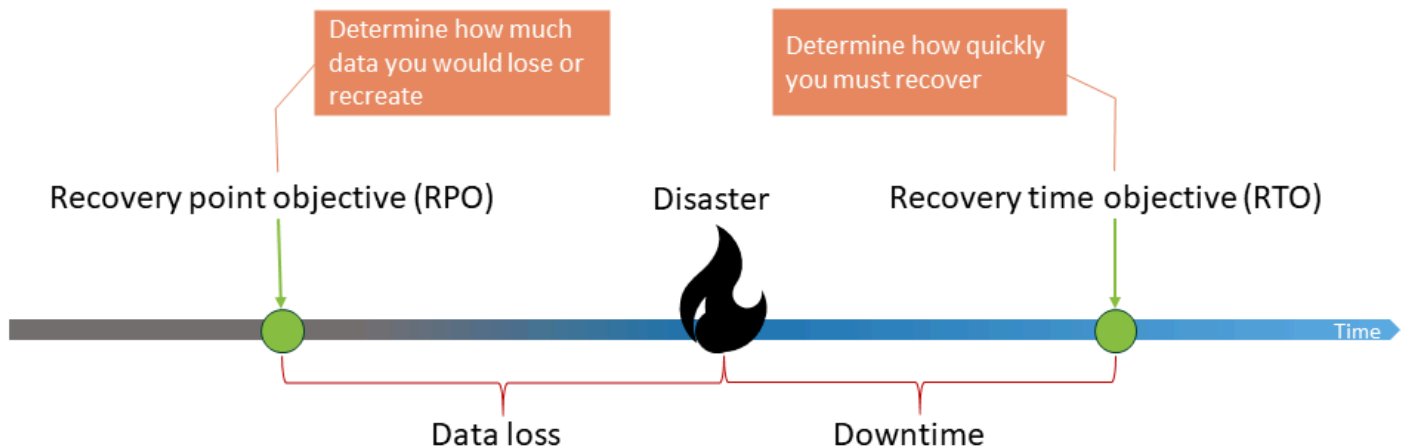 Determine how much
data you would lose or
recreate
Determine how quickly
you must recover
Recovery point objective (RPO)
Disaster
Recovery time objective (RTO)
Time
Data loss
Downtime